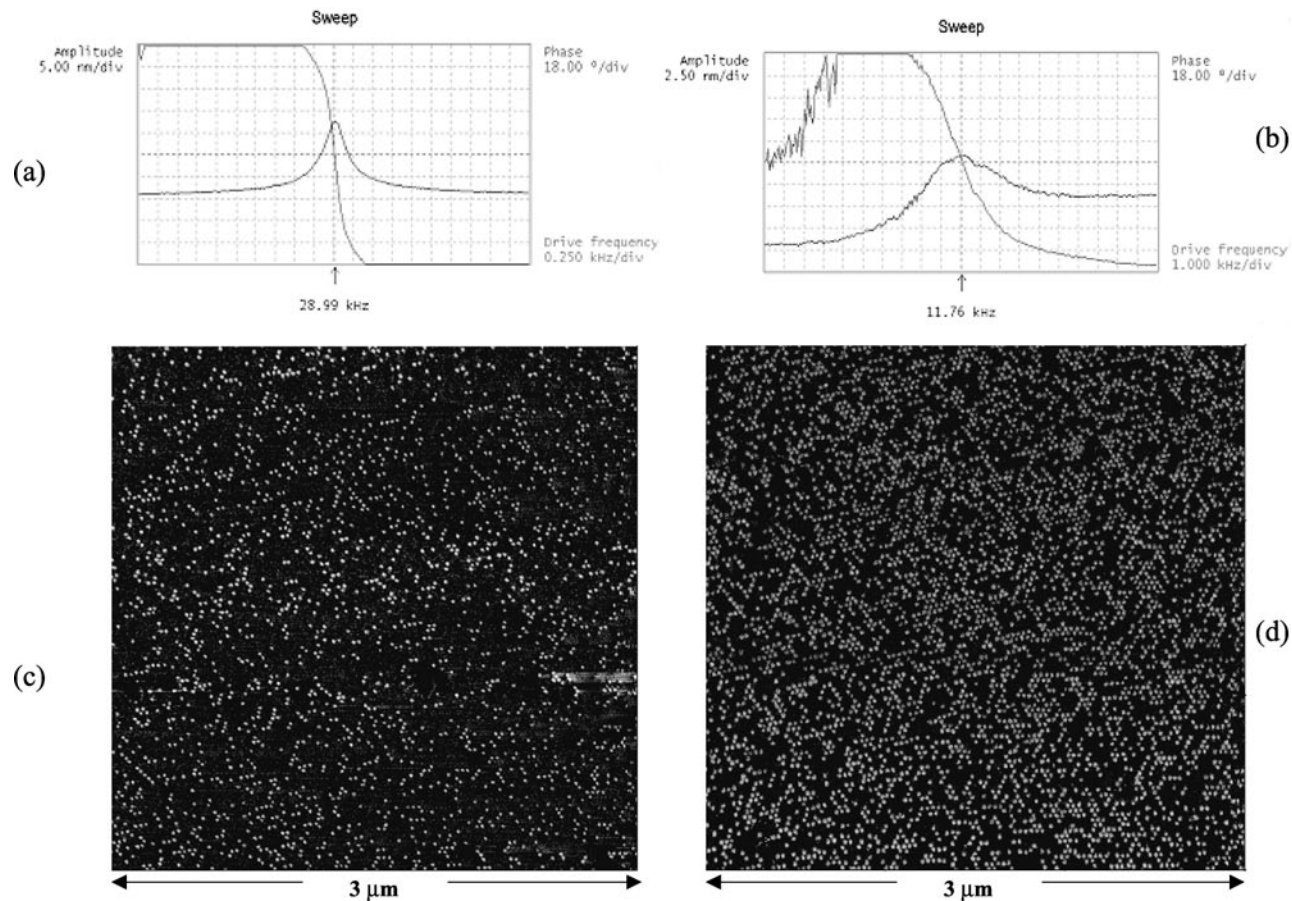 Sweep
Amplitude
5.00 nm/div
Phase
18.00 º/div
(a)
Drive frequency
0.250 kHz/div
28.99 kHz
Sweep
Amplitude
2.50 nm/div
Phase
18.00 º/div
(b)
Drive frequency
1.000 kHz/div
11.76 kHz
(c)
(d)
3 μm
3 μm